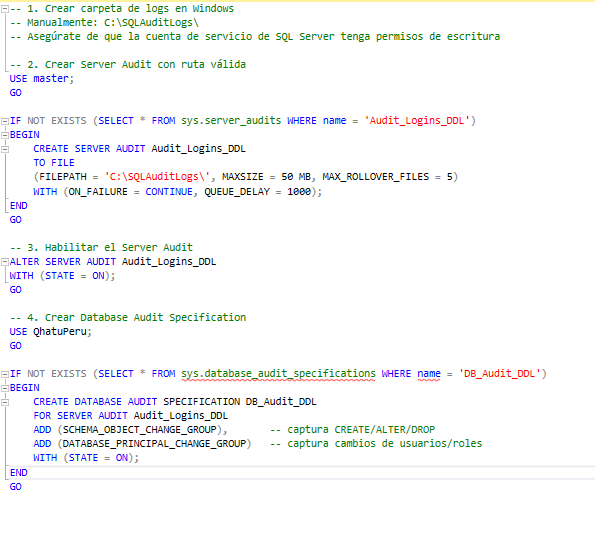 -- 1. Crear carpeta de logs en Windows
-- Manualmente: C:\SQLAuditLogs\
-- Asegúrate de que la cuenta de servicio de SQL Server tenga permisos de escritura
-- 2. Crear Server Audit con ruta válida
USE master;
GO
IF NOT EXISTS (SELECT * FROM sys.server_audits WHERE name = 'Audit_Logins_DDL')
BEGIN
CREATE SERVER AUDIT Audit_Logins_DDL
TO FILE
(FILEPATH = 'C:\SQLAuditLogs\', MAXSIZE = 50 MB, MAX_ROLLOVER_FILES = 5)
WITH (ON_FAILURE = CONTINUE, QUEUE_DELAY = 1000);
END
GO
-- 3. Habilitar el Server Audit
ALTER SERVER AUDIT Audit_Logins_DDL
WITH (STATE = ON);
GO
-- 4. Crear Database Audit Specification
USE QhatuPeru;
GO
IF NOT EXISTS (SELECT * FROM sys.database_audit_specifications WHERE name = 'DB_Audit_DDL')
BEGIN
CREATE DATABASE AUDIT SPECIFICATION DB_Audit_DDL
FOR SERVER AUDIT Audit_Logins_DDL
ADD (SCHEMA_OBJECT_CHANGE_GROUP), -- captura CREATE/ALTER/DROP
ADD (DATABASE_PRINCIPAL_CHANGE_GROUP) -- captura cambios de usuarios/roles
WITH (STATE = ON);
END
GO